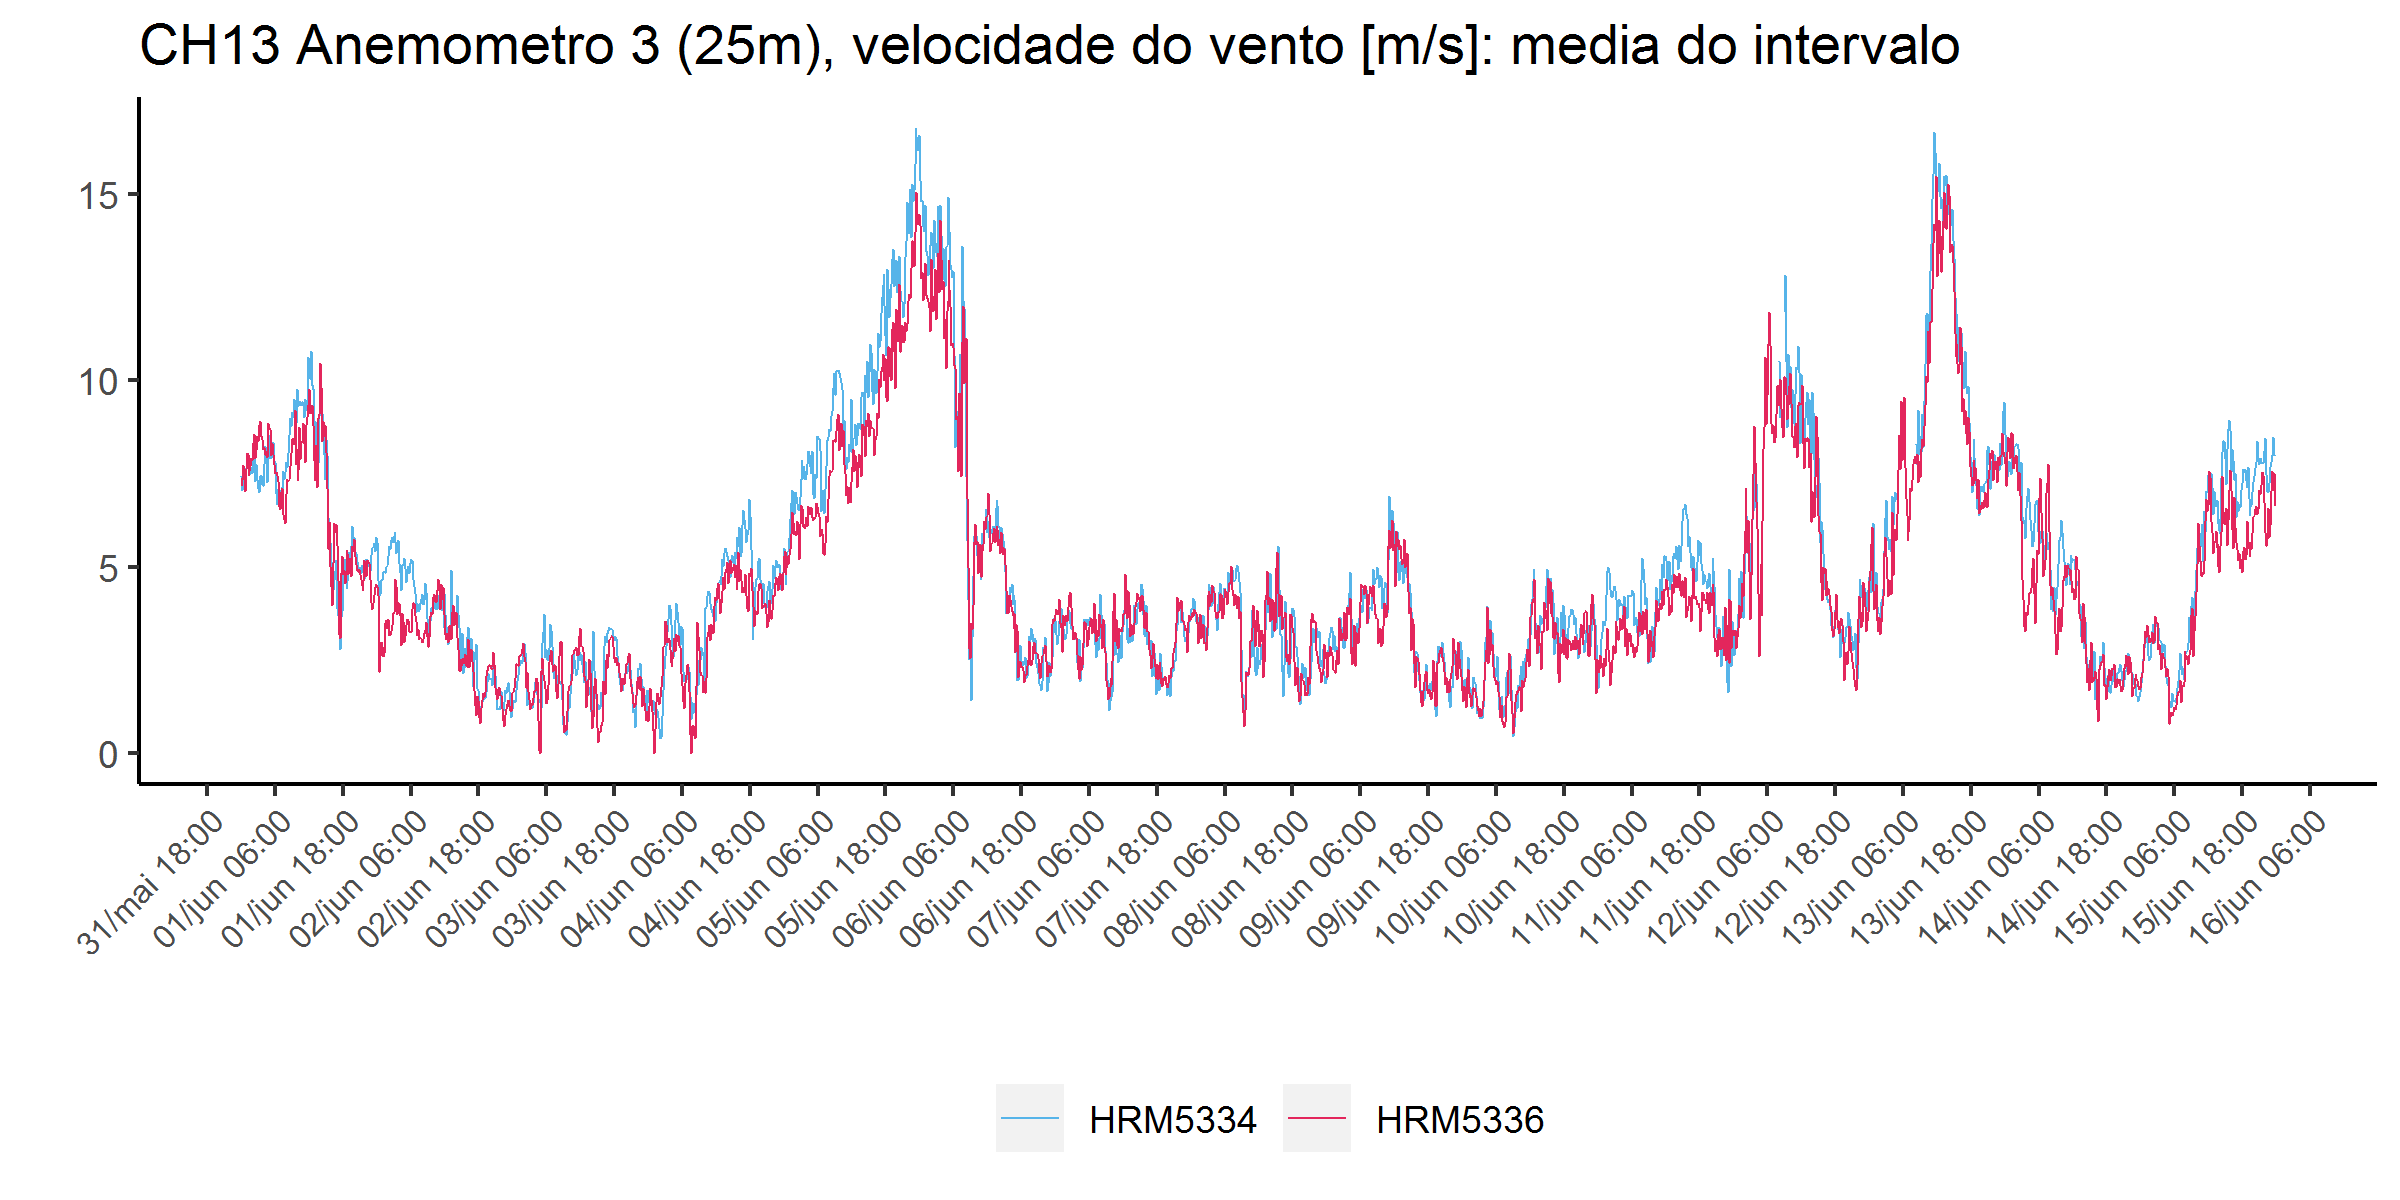 CH13 Anemometro 3 (25m), velocidade do vento [m/s]: media do intervalo
15
10
5
0
31/mai 18:00
01/jun 06:00
01/jun 18:00
02/jun 06:00
02/jun 18:00
03/jun 06:00
03/jun 18:00
04/jun 06:00
04/jun 18:00
05/jun 06:00
05/jun 18:00
06/jun 06:00
06/jun 18:00
07/jun 06:00
07/jun 18:00
08/jun 06:00
08/jun 18:00
09/jun 06:00
09/jun 18:00
10/jun 06:00
10/jun 18:00
11/jun 06:00
11/jun 18:00
12/jun 06:00
12/jun 18:00
13/jun 06:00
13/jun 18:00
14/jun 06:00
14/jun 18:00
15/jun 06:00
15/jun 18:00
16/jun 06:00
HRM5334
HRM5336